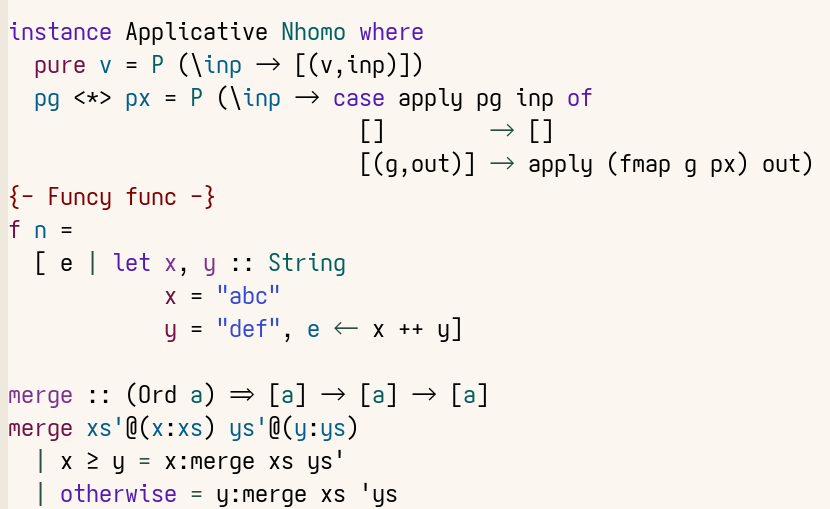 instance Applicative Nhomo where
  pure v = P (\inp → [(v,inp)])
  pg <*> px = P (\inp → case apply pg inp of
                           []        → []
                           [(g,out)] → apply (fmap g px) out)
{- Funcy func -}
f n =
  [ e | let x, y :: String
            x = "abc"
            y = "def", e ← x ++ y]
merge :: (Ord a) ⇒ [a] → [a] → [a]
merge xs'@(x:xs) ys'@(y:ys)
  | x ≥ y = x:merge xs ys'
  | otherwise = y:merge xs 'ys